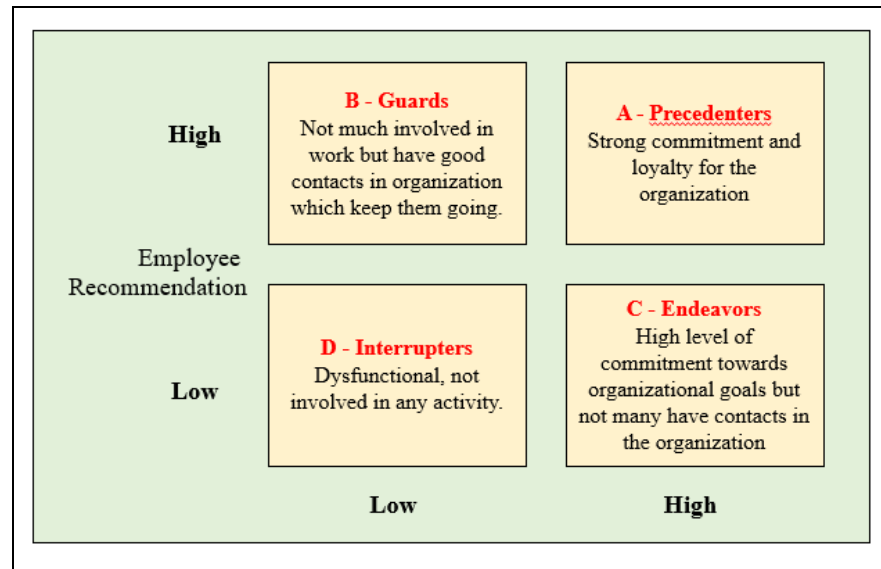 B - Guards
Not much involved in
work but have good
contacts in organization
which keep them going.
A - Precedenters
Strong commitment and
loyalty for the
organization
High
Employee
Recommendation
D - Interrupters
Dysfunctional, not
involved in any activity.
C - Endeavors
High level of
commitment towards
organizational goals but
not many have contacts in
the organization
Low
Low
High